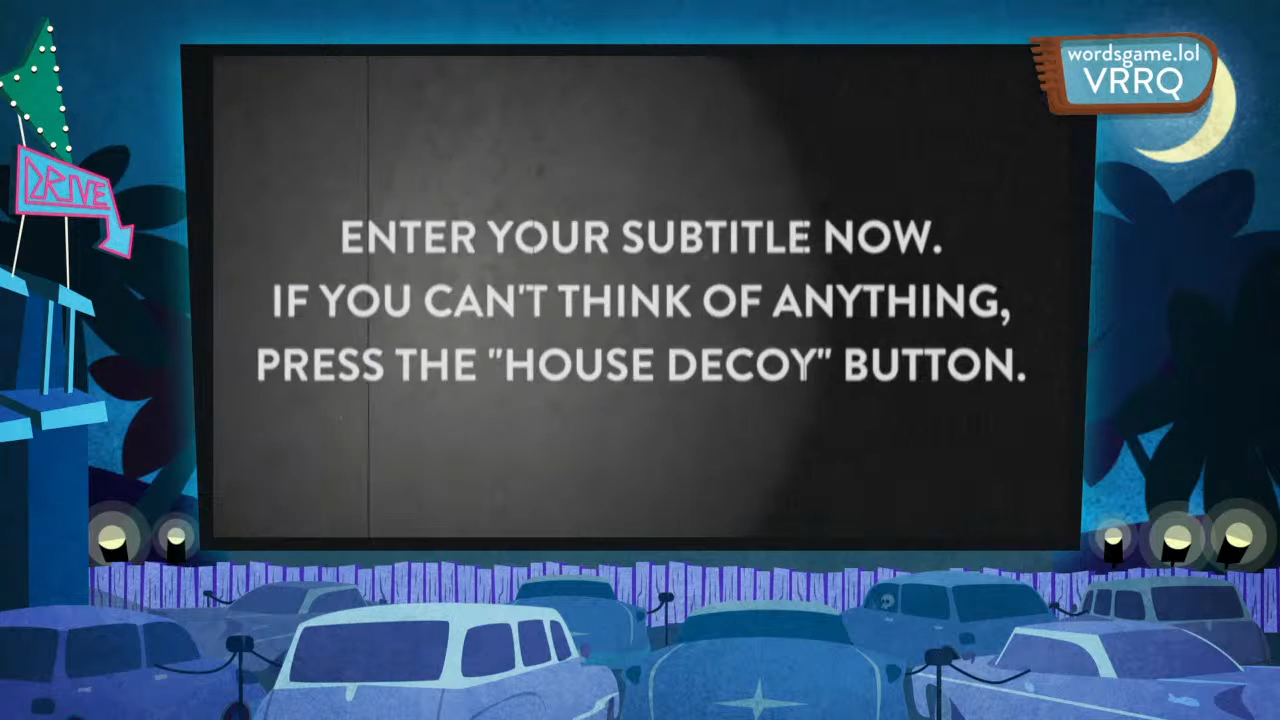 wordsgame.lol
VRRQ
DRIVE
ENTER YOUR SUBTITLE NOW.
IF YOU CAN'T THINK OF ANYTHING,
PRESS THE "HOUSE DECOY" BUTTON.